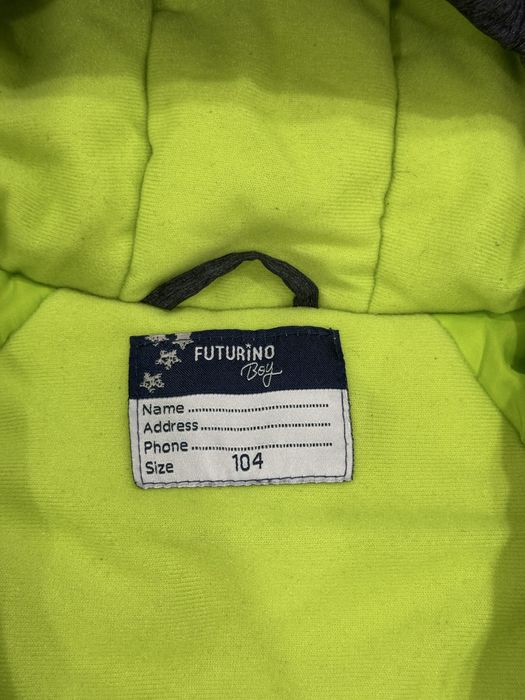 FUTURiNO
Boy
Name
Address
Phone
Size 104